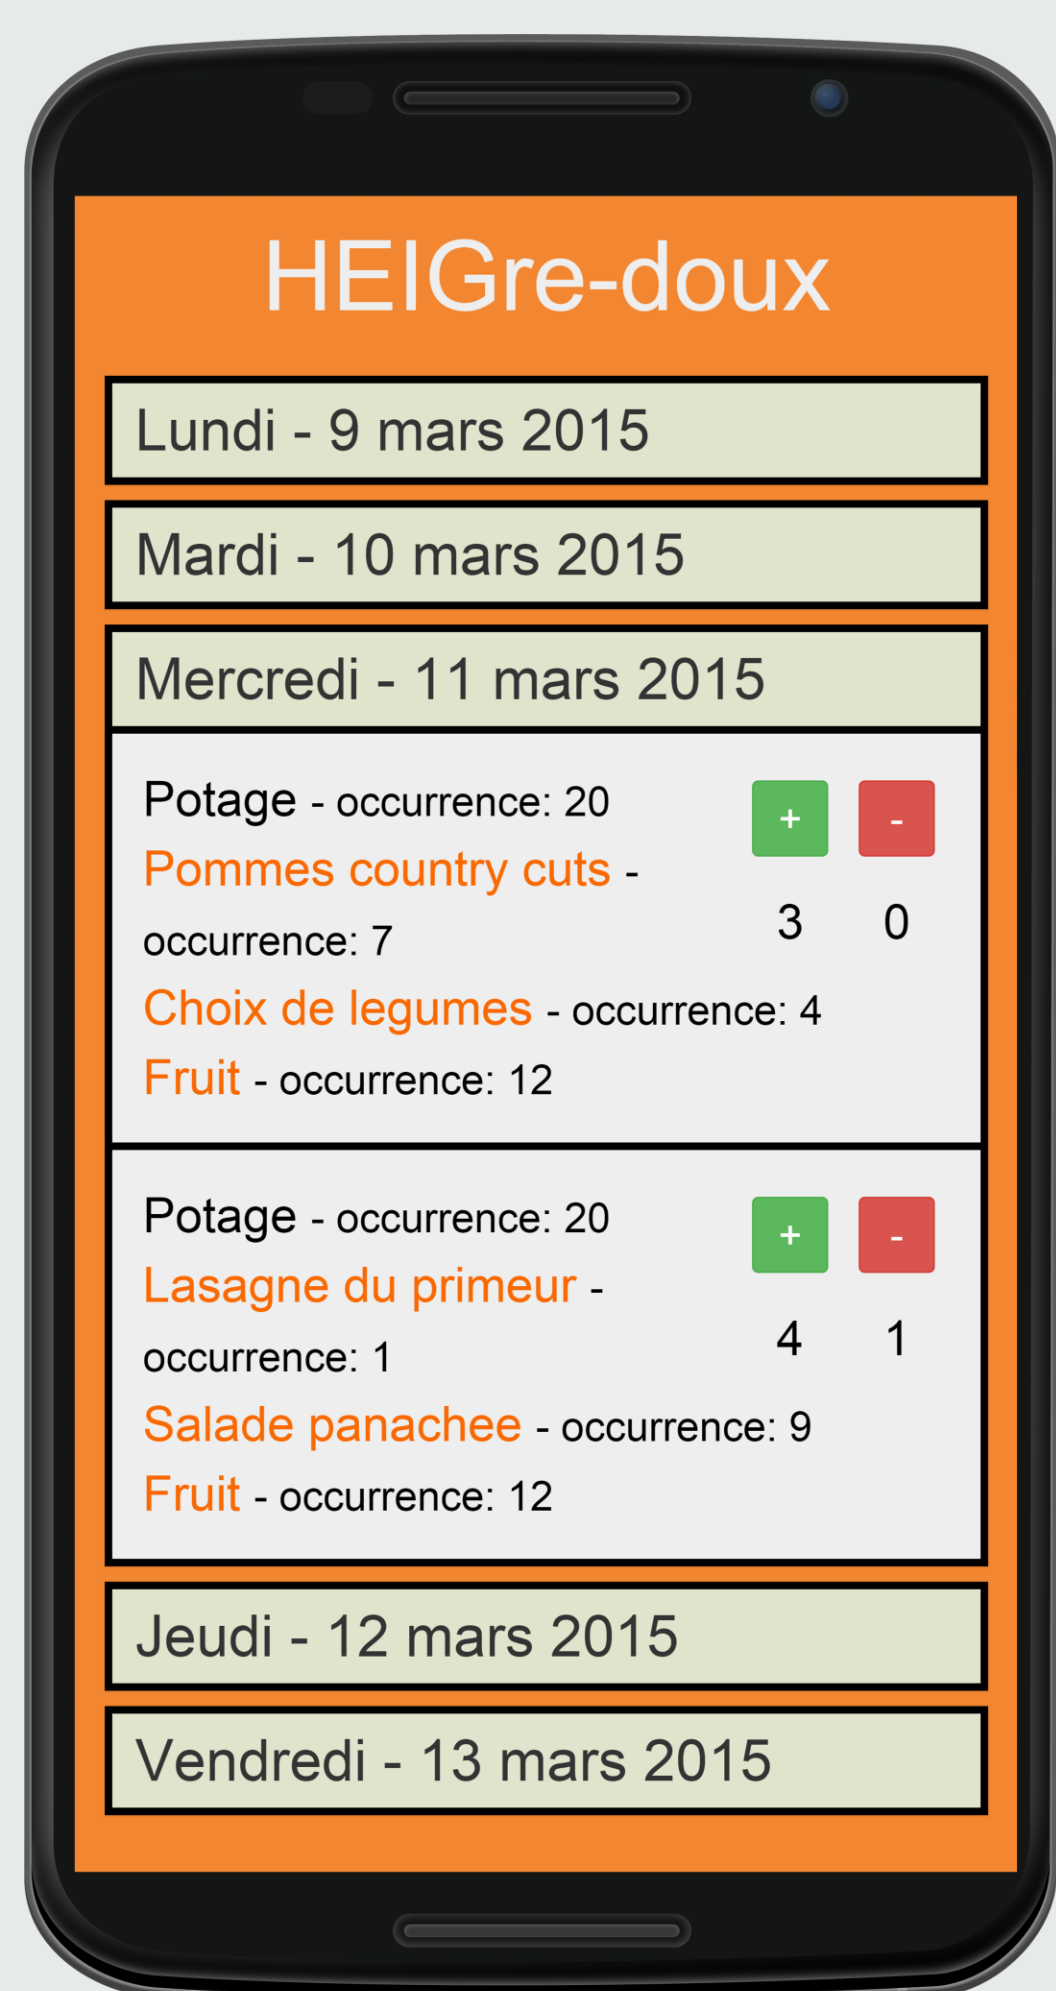 HEIGre-doux
Lundi - 9 mars 2015
Mardi - 10 mars 2015
Mercredi - 11 mars 2015
Potage - occurrence: 20
+ -
Pommes country cuts -
occurrence: 7
3 0
Choix de legumes - occurrence: 4
Fruit - occurrence: 12
Potage - occurrence: 20
+ -
Lasagne du primeur -
occurrence: 1
4 1
Salade panachee - occurrence: 9
Fruit - occurrence: 12
Jeudi - 12 mars 2015
Vendredi - 13 mars 2015